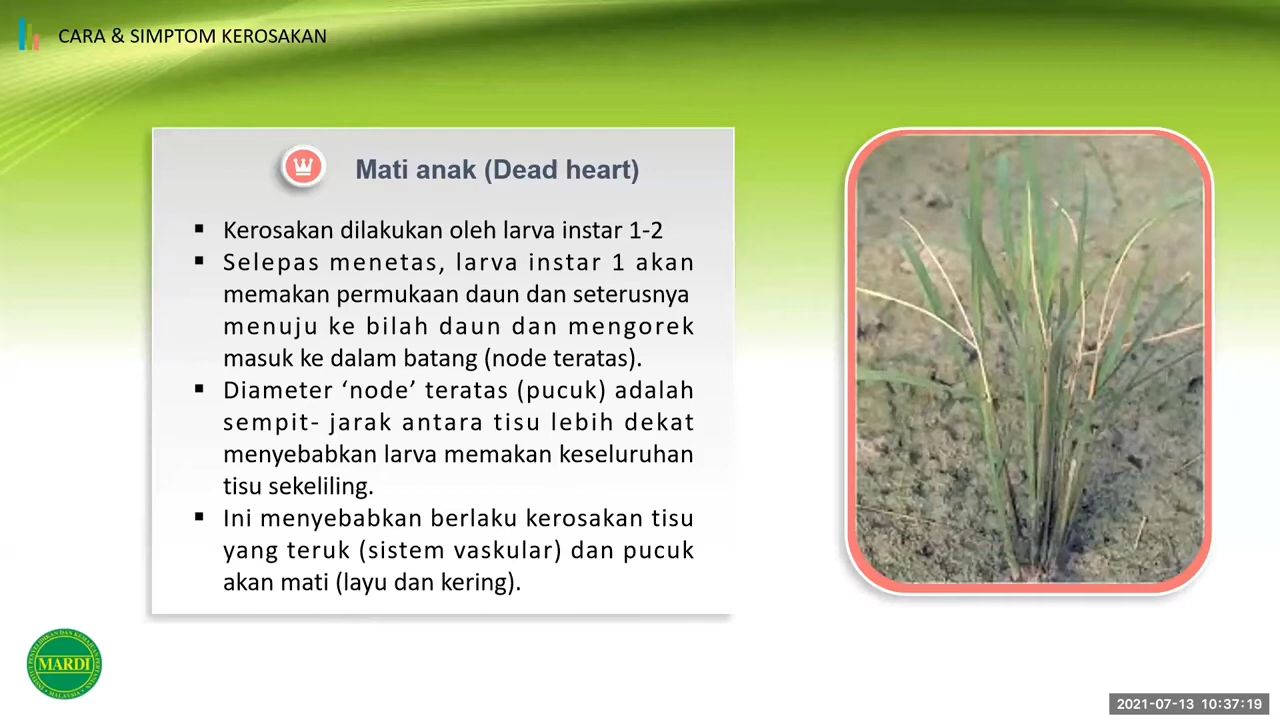 CARA & SIMPTOM KEROSAKAN
Mati anak (Dead heart)
▪ Kerosakan dilakukan oleh larva instar 1-2
▪ Selepas menetas, larva instar 1 akan
memakan permukaan daun dan seterusnya
menuju ke bilah daun dan mengorek
masuk ke dalam batang (node teratas).
▪ Diameter ‘node’ teratas (pucuk) adalah
sempit- jarak antara tisu lebih dekat
menyebabkan larva memakan keseluruhan
tisu sekeliling.
▪ Ini menyebabkan berlaku kerosakan tisu
yang teruk (sistem vaskular) dan pucuk
akan mati (layu dan kering).
MARDI
MALAYSIA
2021-07-13 10:37:19